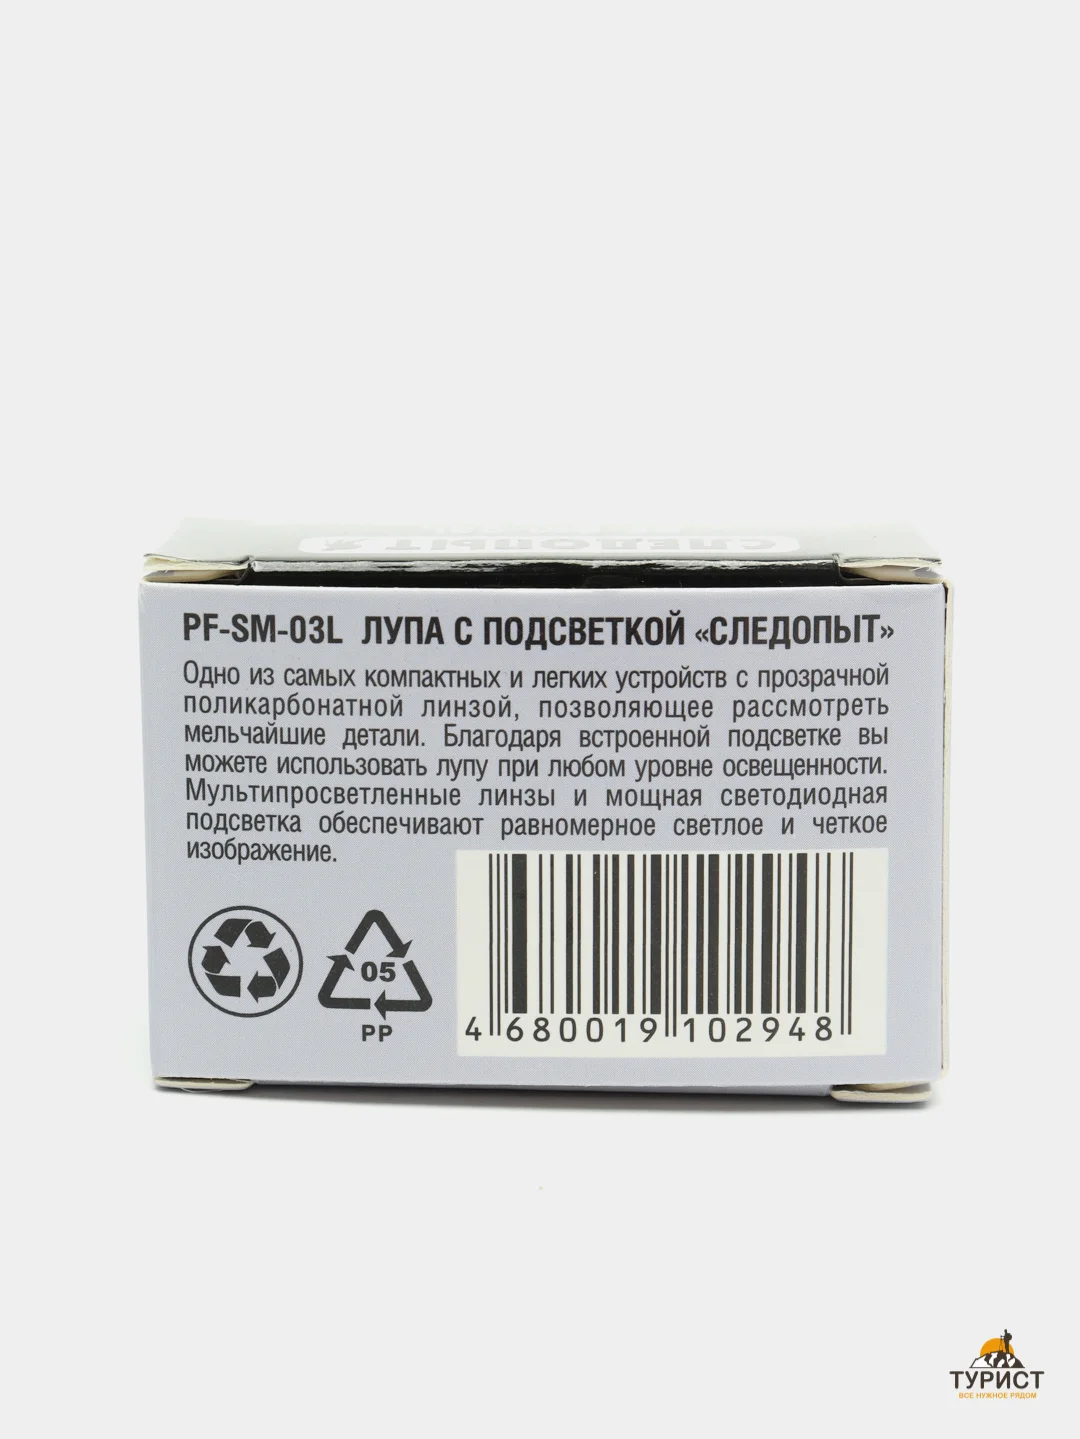 СЛЕДОПЫТ
PF-SM-03L ЛУПА С ПОДСВЕТКОЙ «СЛЕДОПЫТ»
Одно из самых компактных и легких устройств с прозрачной
поликарбонатной линзой, позволяющее рассмотреть
мельчайшие детали. Благодаря встроенной подсветке вы
можете использовать лупу при любом уровне освещенности.
Мультипросветленные линзы и мощная светодиодная
подсветка обеспечивают равномерное светлое и четкое
изображение.
05
PP
4 680019 102948
ТУРИСТ
ВСЕ НУЖНОЕ РЯДОМ